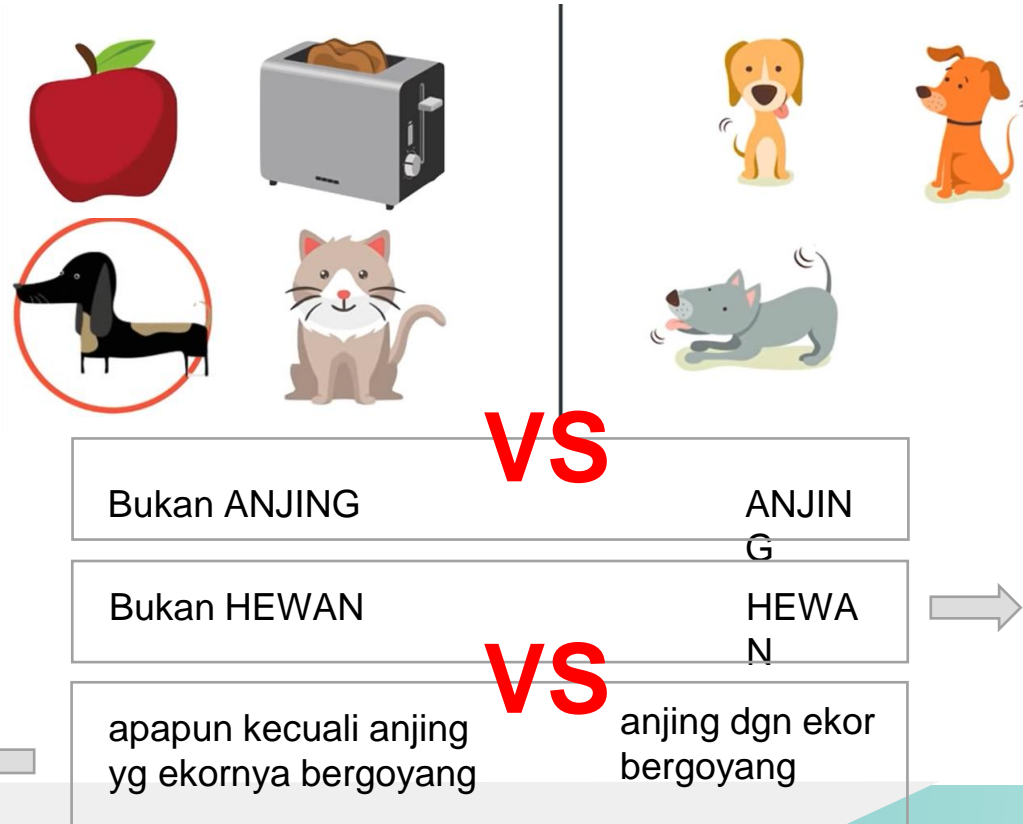 VS
Bukan ANJING
ANJIN
G
Bukan HEWAN
HEWA
N
VS
apapun kecuali anjing
yg ekornya bergoyang
anjing dgn ekor
bergoyang